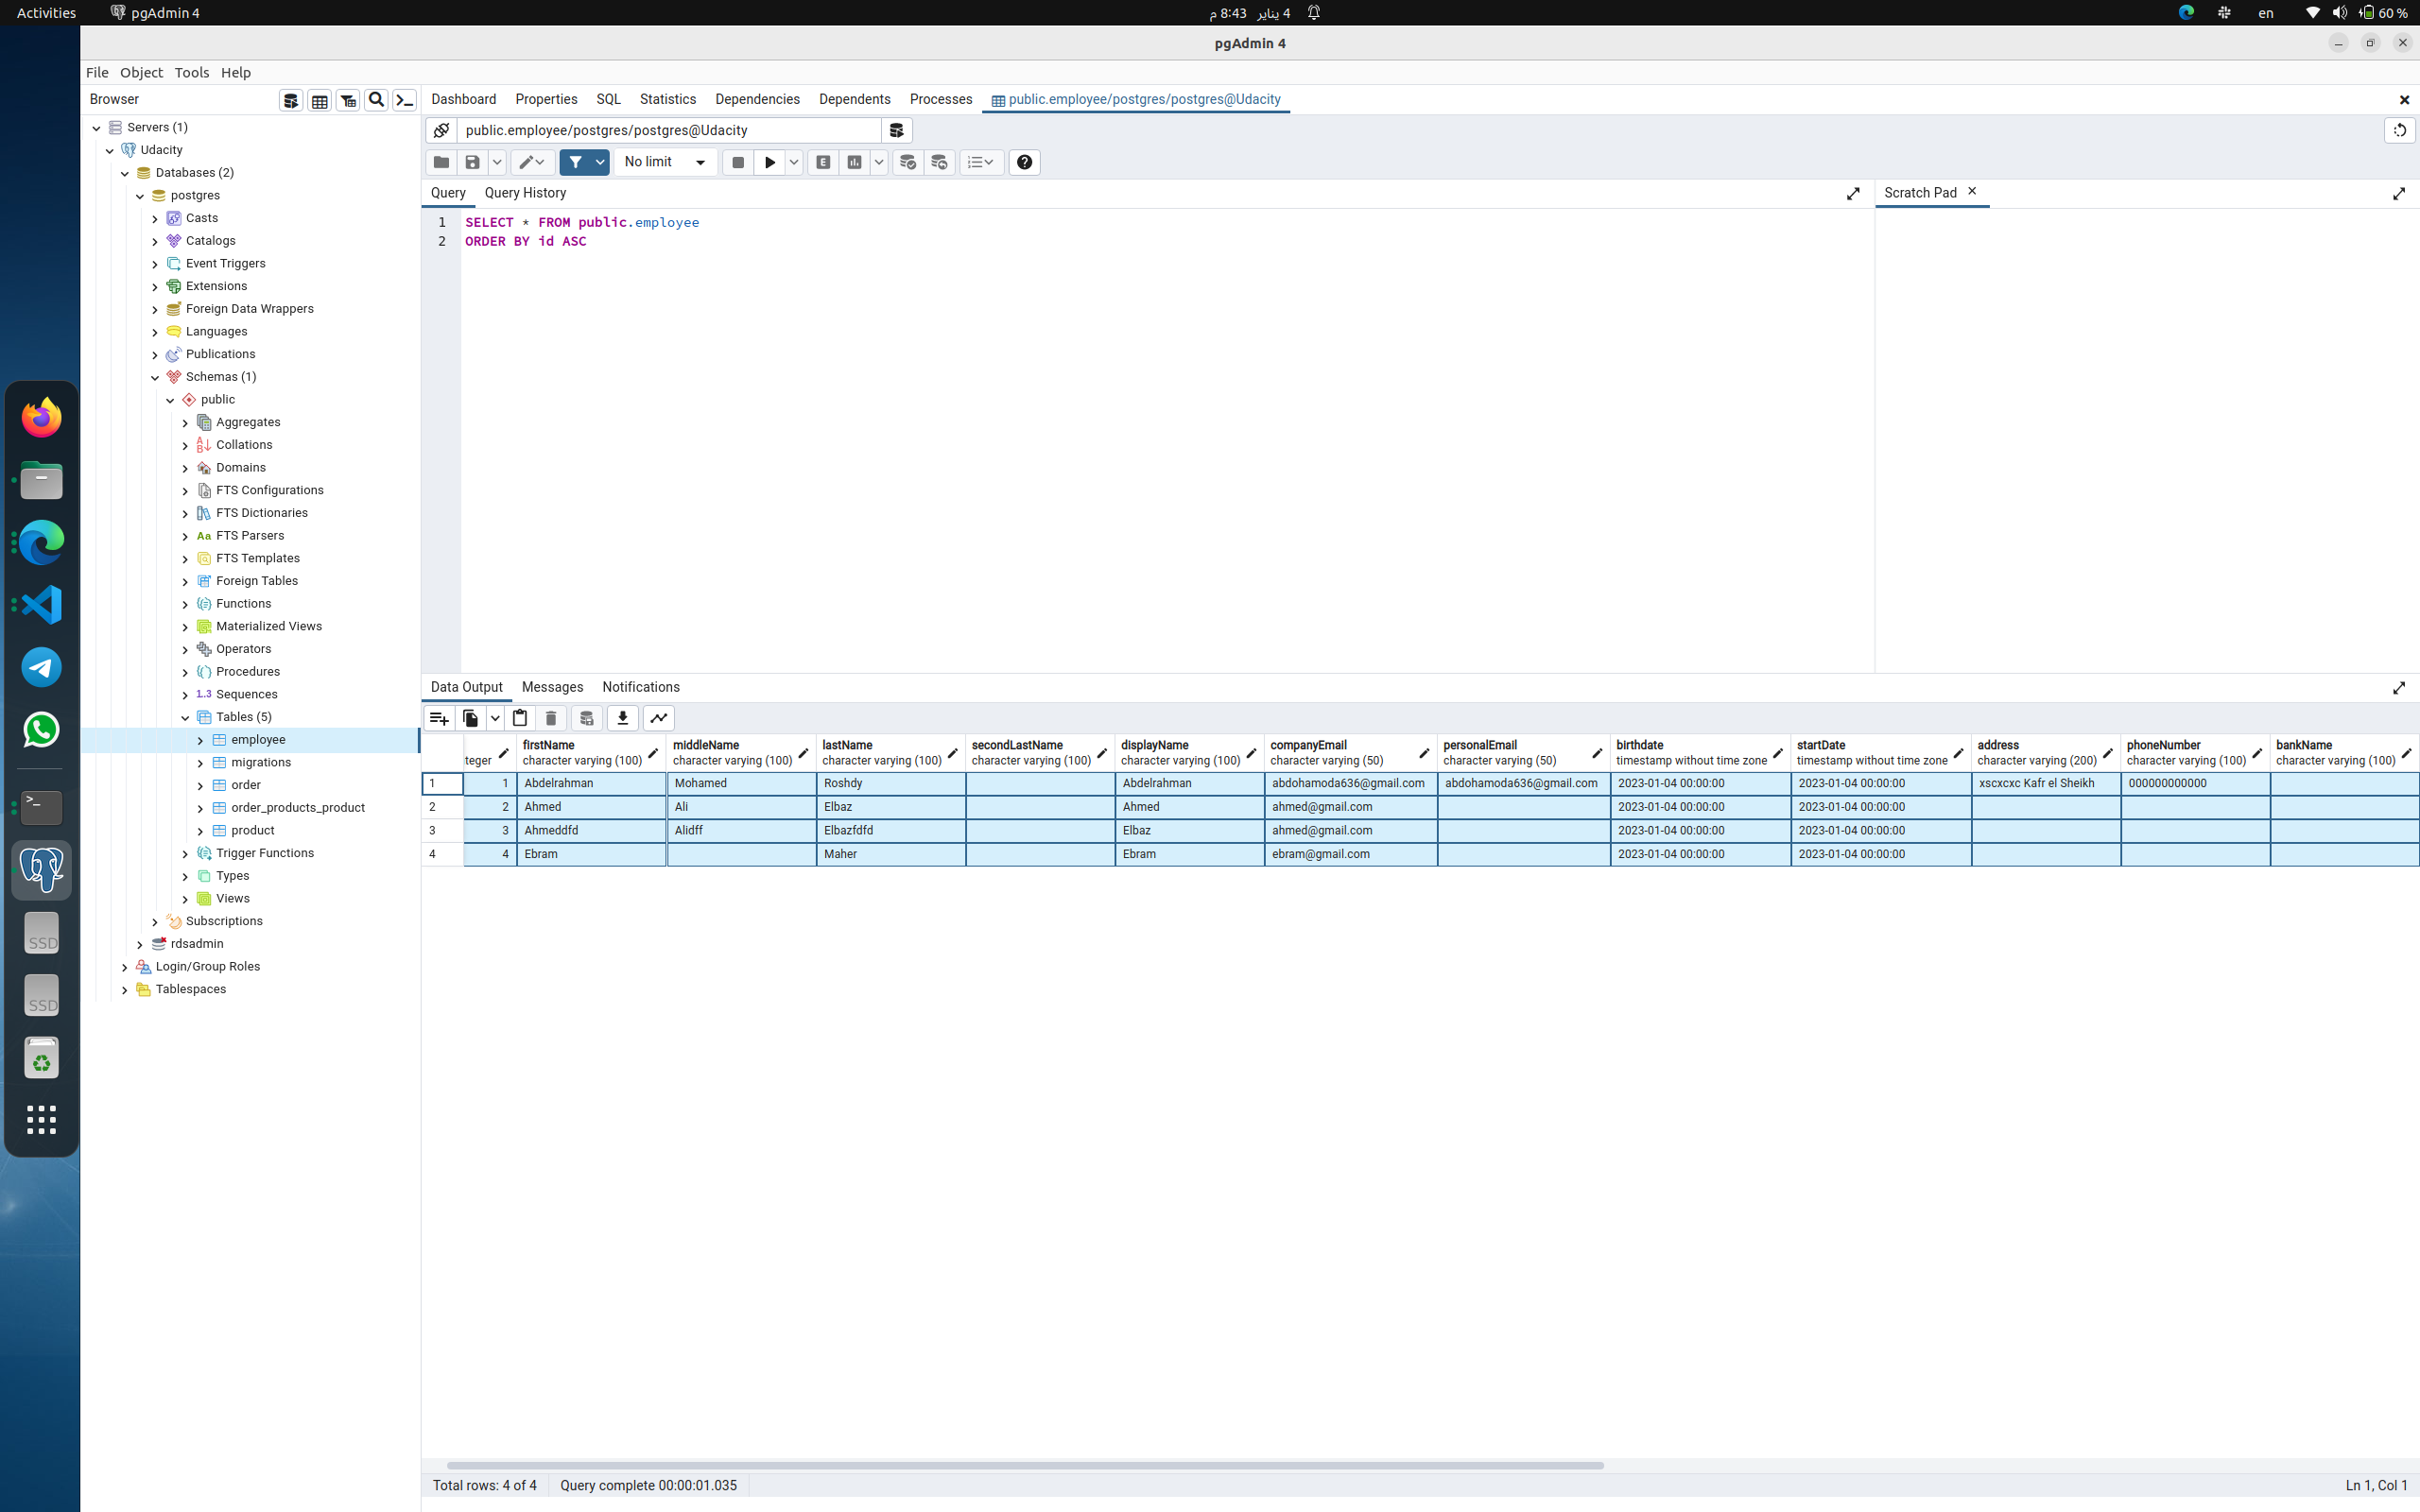 Activities pgAdmin 4 4 يناير 8:43 م en 60 %
pgAdmin 4
File Object Tools Help
Browser
Dashboard Properties SQL Statistics Dependencies Dependents Processes public.employee/postgres/postgres@Udacity
Servers (1)
Udacity
Databases (2)
postgres
Casts
Catalogs
Event Triggers
Extensions
Foreign Data Wrappers
Languages
Publications
Schemas (1)
public
Aggregates
Collations
Domains
FTS Configurations
FTS Dictionaries
Aa FTS Parsers
FTS Templates
Foreign Tables
Functions
Materialized Views
Operators
Procedures
1..3 Sequences
Tables (5)
employee
migrations
order
order_products_product
product
Trigger Functions
Types
Views
Subscriptions
rdsadmin
Login/Group Roles
Tablespaces
SSD
SSD
public.employee/postgres/postgres@Udacity
No limit E
Query Query History Scratch Pad
1 SELECT * FROM public.employee
2 ORDER BY id ASC
Data Output Messages Notifications
firstName middleName lastName secondLastName displayName companyEmail personalEmail birthdate startDate address phoneNumber bankName
teger character varying (100) character varying (100) character varying (100) character varying (100) character varying (100) character varying (50) character varying (50) timestamp without time zone timestamp without time zone character varying (200) character varying (100) character varying (100)
1 1 Abdelrahman Mohamed Roshdy Abdelrahman abdohamoda636@gmail.com abdohamoda636@gmail.com 2023-01-04 00:00:00 2023-01-04 00:00:00 xscxcxc Kafr el Sheikh 000000000000
2 2 Ahmed Ali Elbaz Ahmed ahmed@gmail.com 2023-01-04 00:00:00 2023-01-04 00:00:00
3 3 Ahmeddfd Alidff Elbazfdfd Elbaz ahmed@gmail.com 2023-01-04 00:00:00 2023-01-04 00:00:00
4 4 Ebram Maher Ebram ebram@gmail.com 2023-01-04 00:00:00 2023-01-04 00:00:00
Total rows: 4 of 4 Query complete 00:00:01.035 Ln 1, Col 1